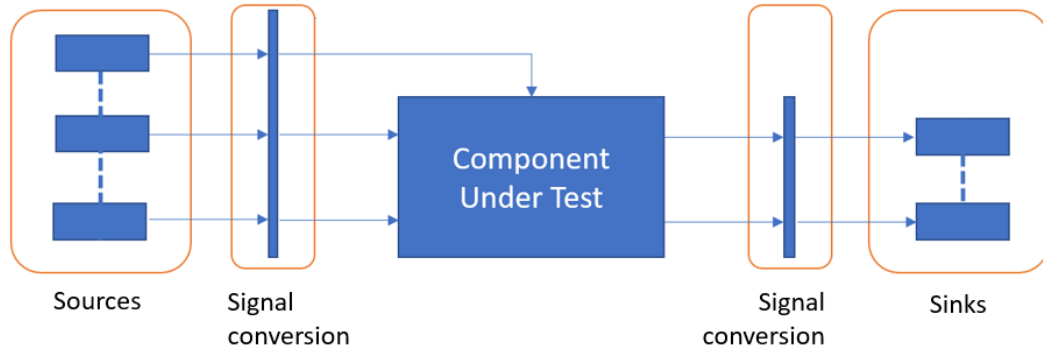 Component
Under Test
Sources
Signal
conversion
Signal
conversion
Sinks